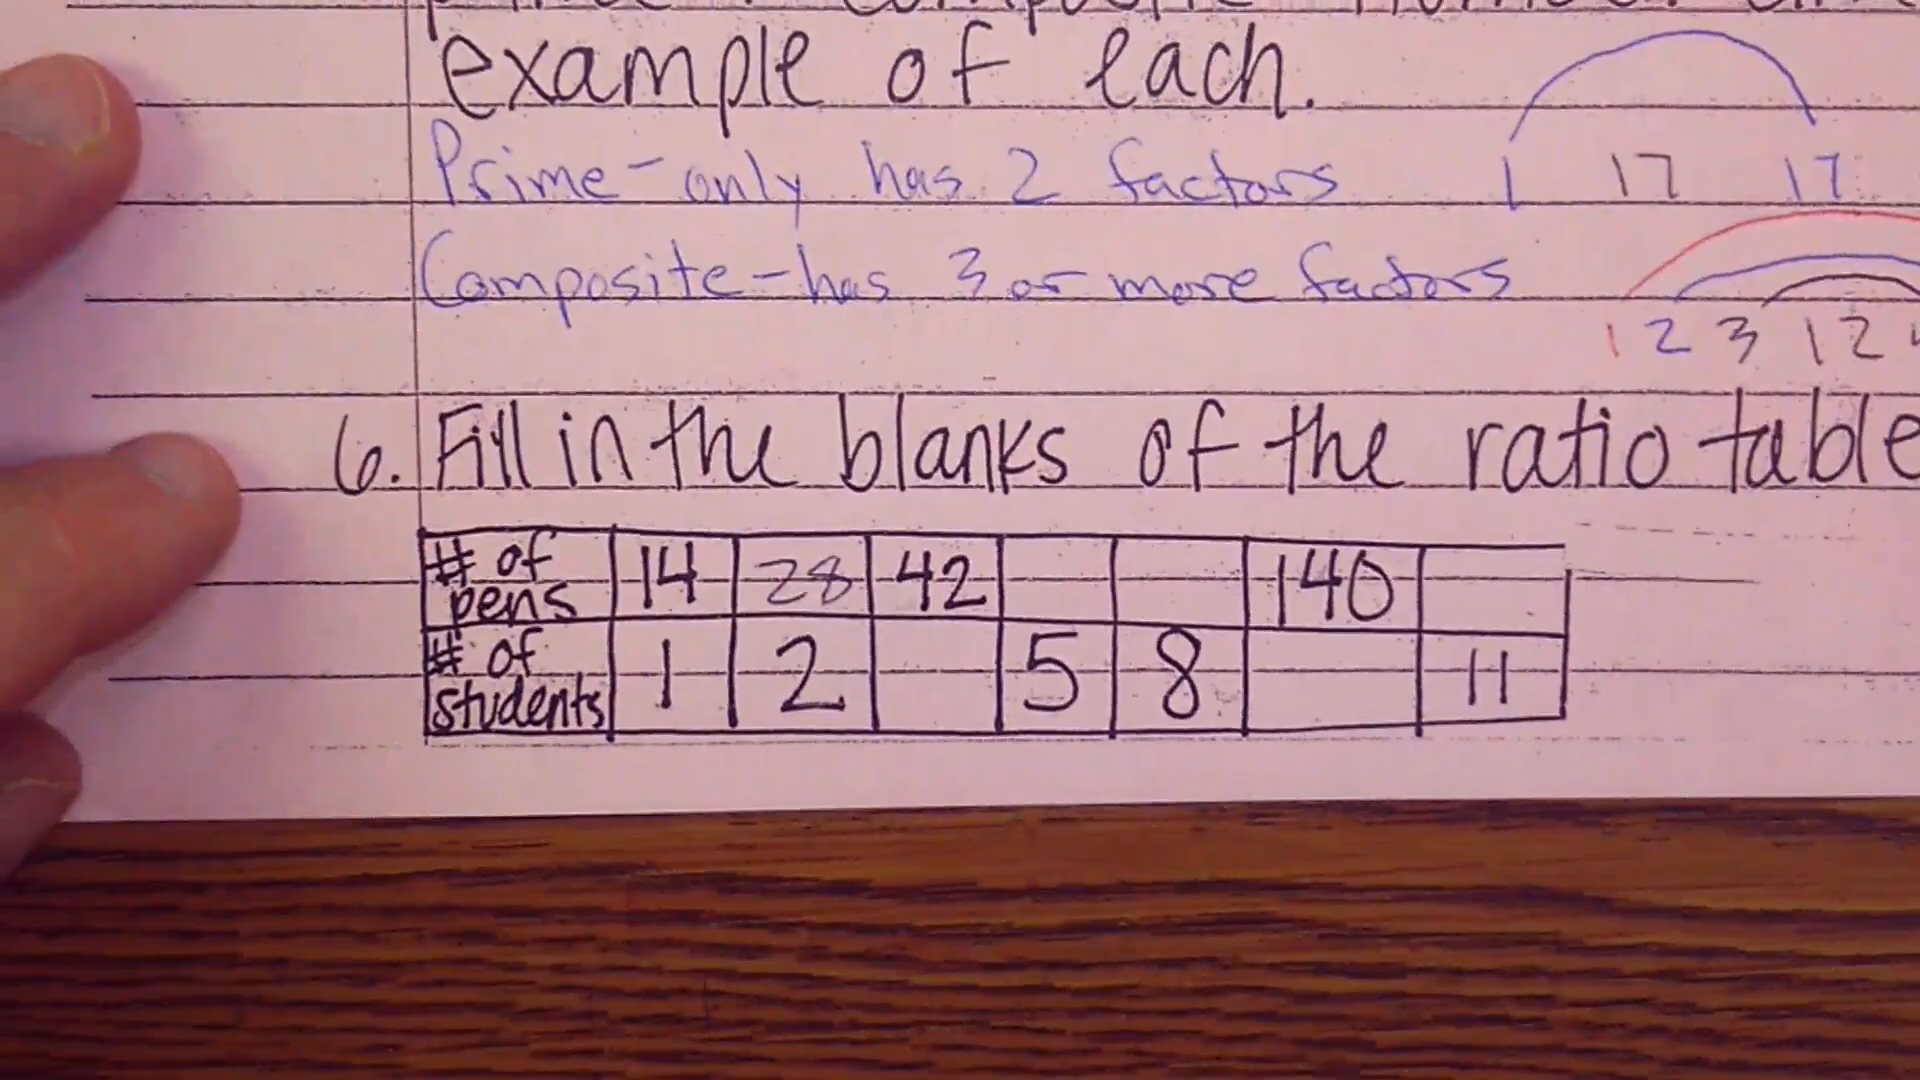 example of each.
Prime-only has 2 factors 1 17 17
Composite-has 3 or more factors
1 2 3 12
6. Fill in the blanks of the ratio table
# of pens 14 28 42 140
# of students 1 2 5 8 11